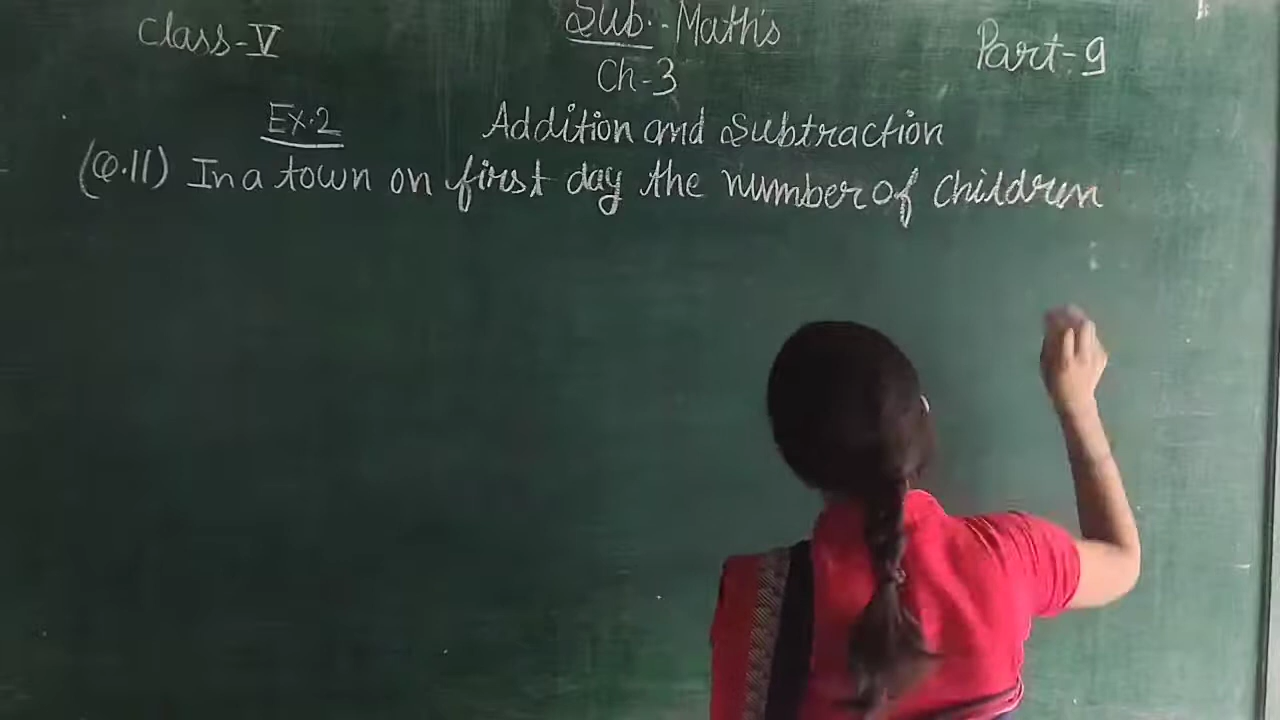 Class-V Sub.-Math's Part-9
Ch-3
Ex.2 Addition and Subtraction
(Q.11) In a town on first day the number of children